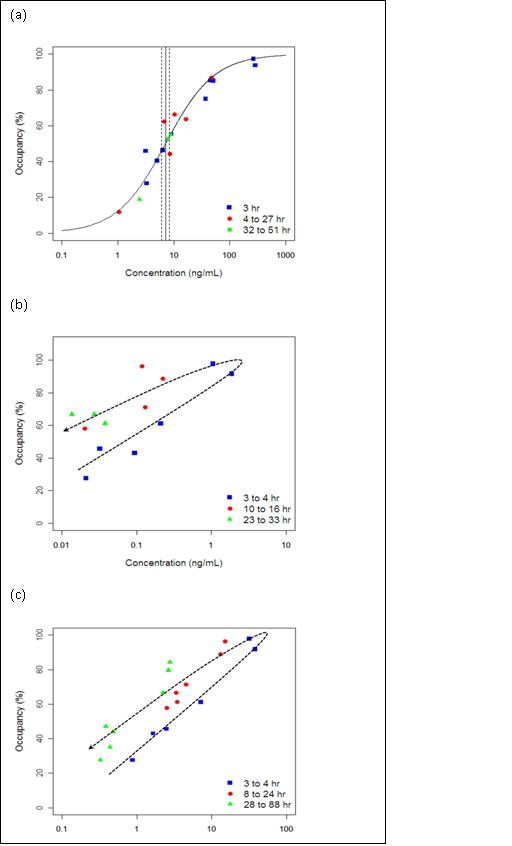 (a)
Occupancy (%)
100
80
60
40
20
0
3 hr
4 to 27 hr
32 to 51 hr
0.1 1 10 100 1000
Concentration (ng/mL)
(b)
Occupancy (%)
100
80
60
40
20
0
3 to 4 hr
10 to 16 hr
23 to 33 hr
0.01 0.1 1 10
Concentration (ng/mL)
(c)
Occupancy (%)
100
80
60
40
20
0
3 to 4 hr
8 to 24 hr
28 to 88 hr
0.1 1 10 100